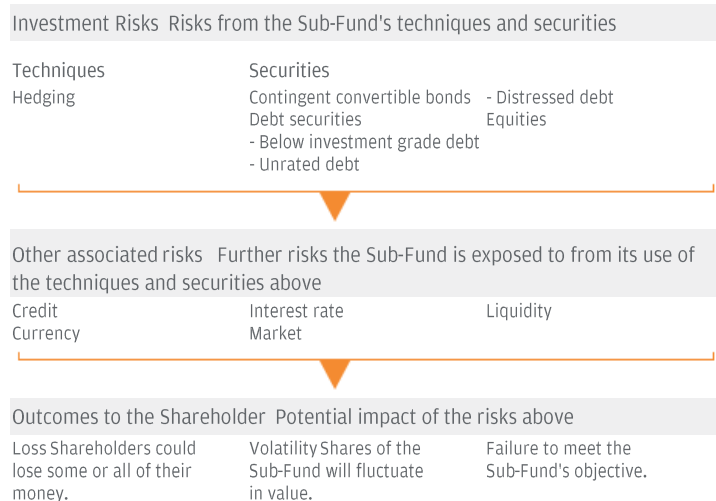 Investment Risks Risks from the Sub-Fund's techniques and securities
Techniques
Hedging
Securities
Contingent convertible bonds
Debt securities
- Below investment grade debt
- Unrated debt
- Distressed debt
Equities
Other associated risks Further risks the Sub-Fund is exposed to from its use of
the techniques and securities above
Credit
Currency
Interest rate
Market
Liquidity
Outcomes to the Shareholder Potential impact of the risks above
Loss Shareholders could
lose some or all of their
money.
Volatility Shares of the
Sub-Fund will fluctuate
in value.
Failure to meet the
Sub-Fund's objective.